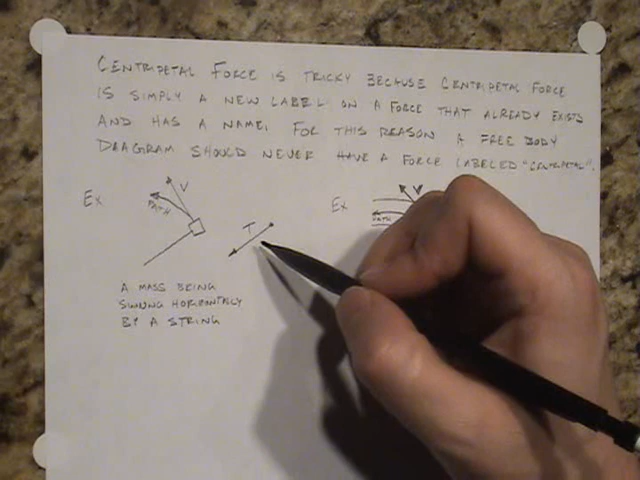 CENTRIPETAL FORCE IS TRICKY BECAUSE CENTRIPETAL FORCE
IS SIMPLY A NEW LABEL ON A FORCE THAT ALREADY EXISTS
AND HAS A NAME. FOR THIS REASON A FREE BODY
DIAGRAM SHOULD NEVER HAVE A FORCE LABELED "CENTRIPETAL".
Ex
V
PATH
T
Ex
V
PATH
A MASS BEING
SWUNG HORIZONTALLY
BY A STRING